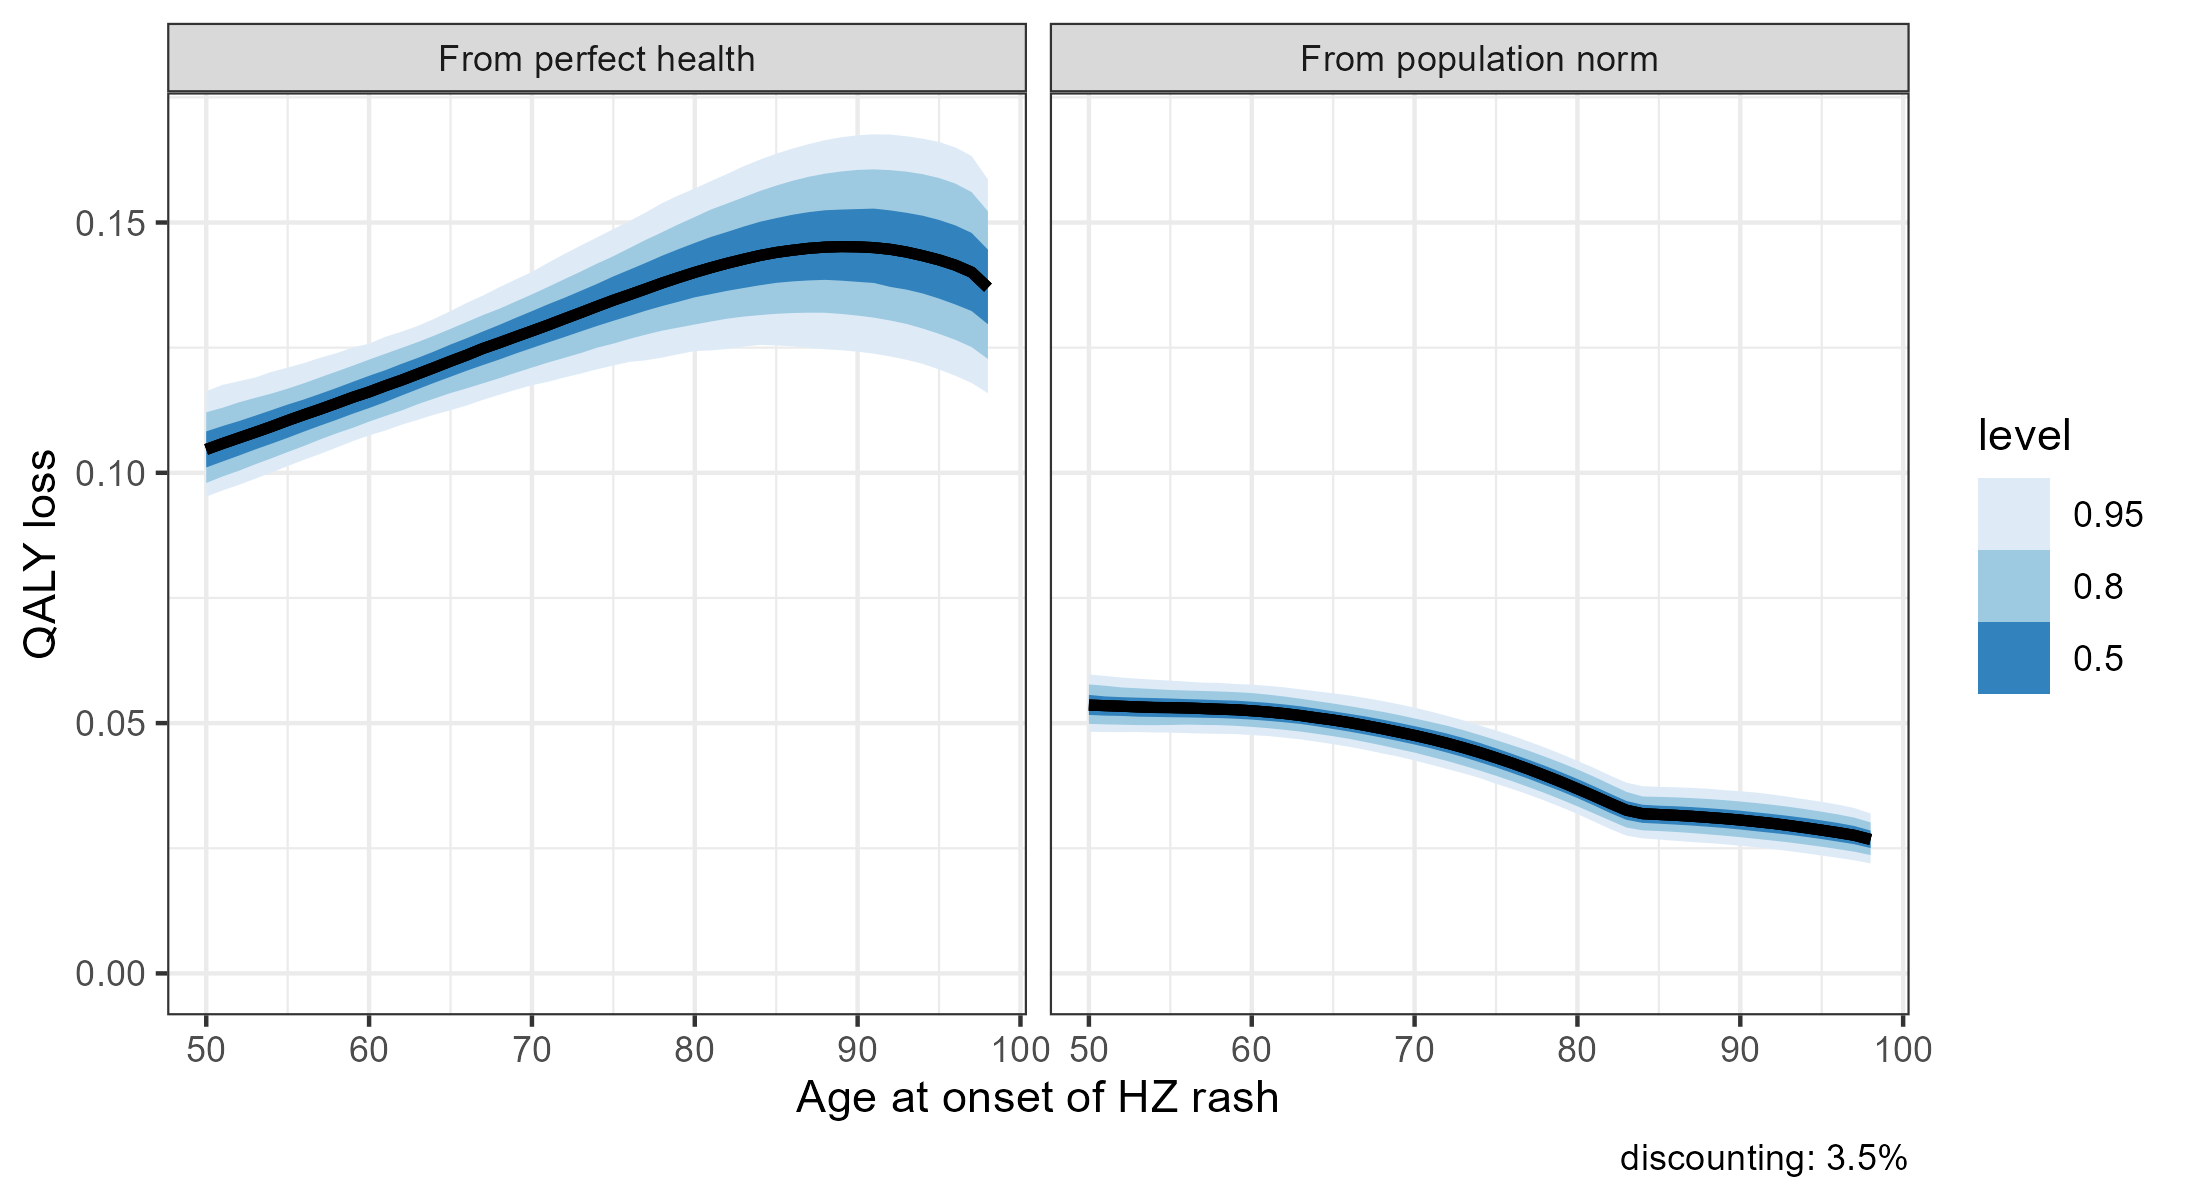 From perfect health
From population norm
QALY loss
0.15
0.10
0.05
0.00
50 60 70 80 90 100
50 60 70 80 90 100
Age at onset of HZ rash
level
0.95
0.8
0.5
discounting: 3.5%